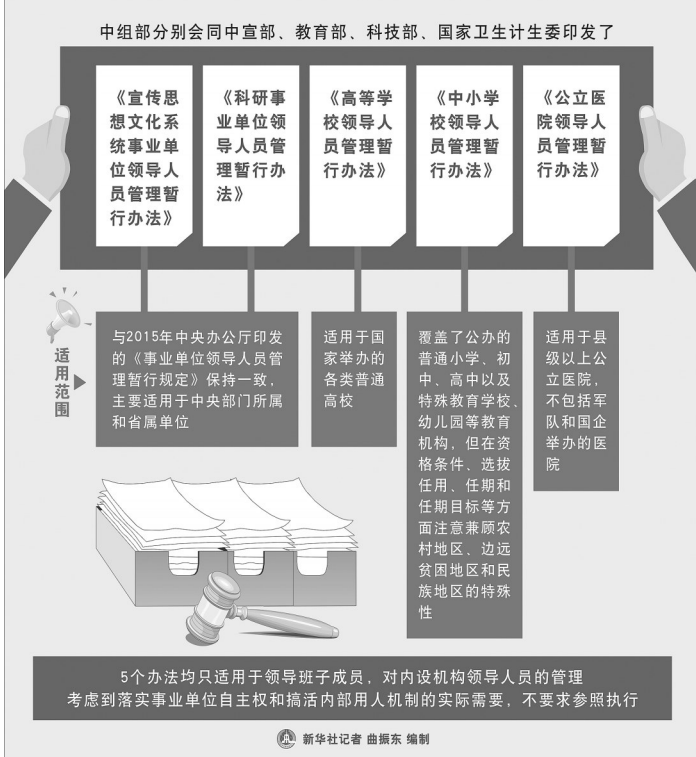 中组部分别会同中宣部、教育部、科技部、国家卫生计生委印发了
《宣传思
想文化系
统事业单
位领导人
员管理暂
行办法》
《科研事
业单位领
导人员管
理暂行办
法》
《高等学
校领导人
员管理暂
行办法》
《中小学
校领导人
员管理暂
行办法》
《公立医
院领导人
员管理暂
行办法》
适用范围
与2015年中央办公厅印发
的《事业单位领导人员管
理暂行规定》保持一致，
主要适用于中央部门所属
和省属单位
适用于国
家举办的
各类普通
高校
覆盖了公办的
普通小学、初
中、高中以及
特殊教育学校、
幼儿园等教育
机构，但在资
格条件、选拔
任用、任期和
任期目标等方
面注意兼顾农
村地区、边远
贫困地区和民
族地区的特殊
性
适用于县
级以上公
立医院，
不包括军
队和国企
举办的医
院
5个办法均只适用于领导班子成员，对内设机构领导人员的管理
考虑到落实事业单位自主权和搞活内部用人机制的实际需要，不要求参照执行
新华社记者 曲振东 编制